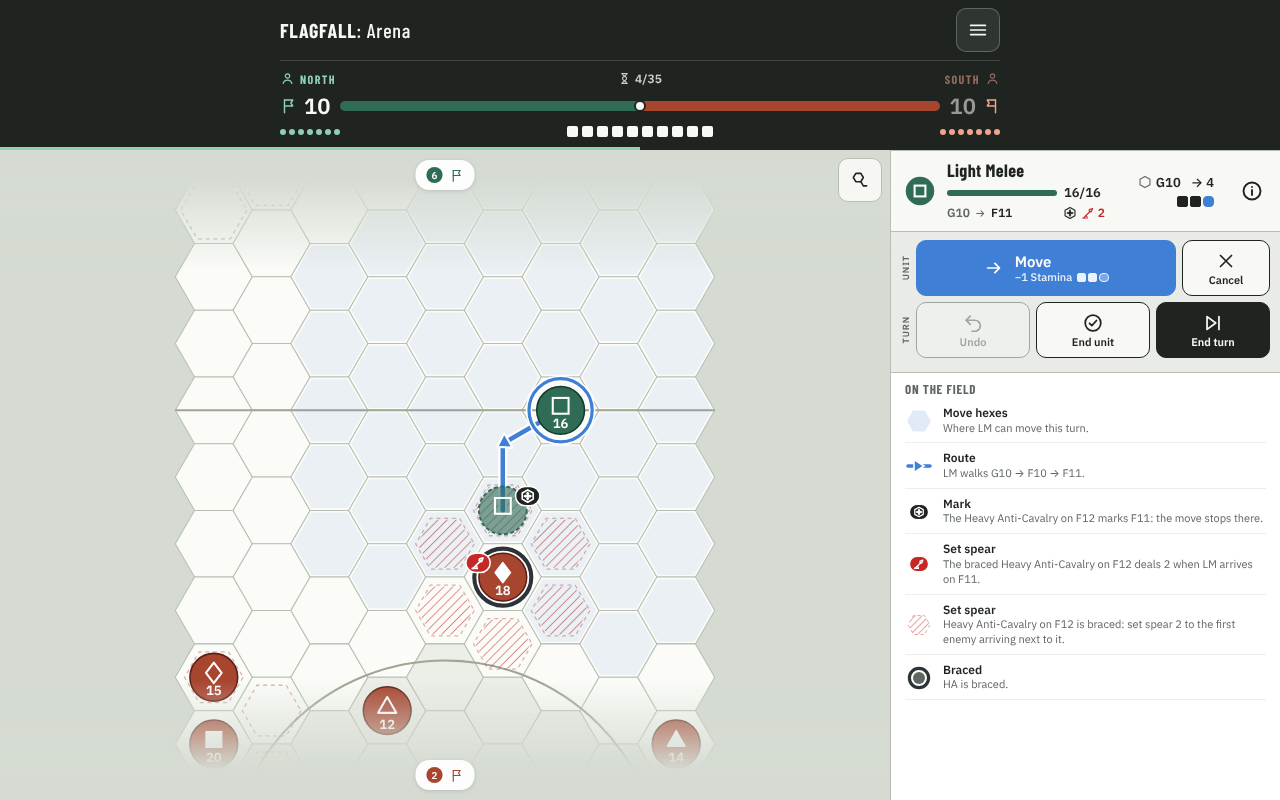 FLAGFALL: Arena
NORTH
4/35
SOUTH
10
10
6
16
18
15
12
20
14
2
Light Melee
16/16
G10 → F11
2
G10 → 4
UNIT
Move
−1 Stamina
Cancel
TURN
Undo
End unit
End turn
ON THE FIELD
Move hexes
Where LM can move this turn.
Route
LM walks G10 → F10 → F11.
Mark
The Heavy Anti-Cavalry on F12 marks F11: the move stops there.
Set spear
The braced Heavy Anti-Cavalry on F12 deals 2 when LM arrives
on F11.
Set spear
Heavy Anti-Cavalry on F12 is braced; set spear 2 to the first
enemy arriving next to it.
Braced
HA is braced.